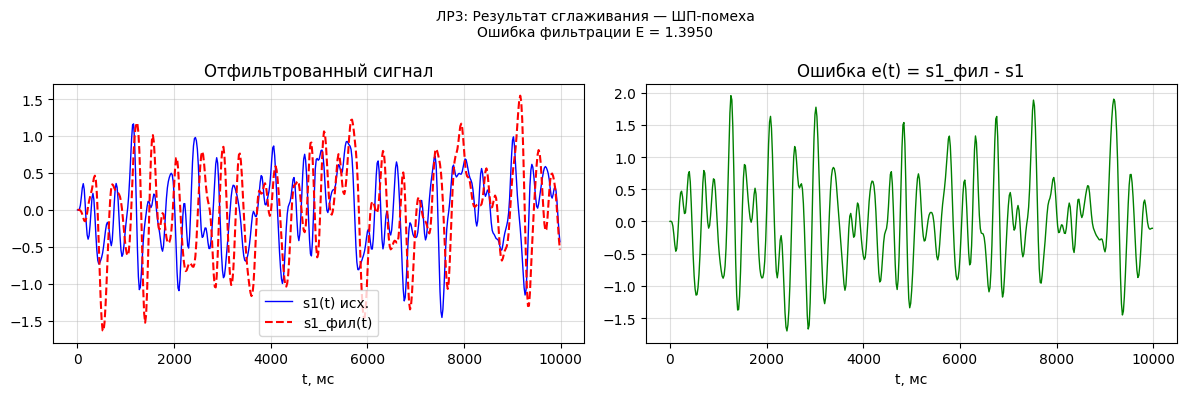 ЛР3: Результат сглаживания — ШП-помеха
Ошибка фильтрации E = 1.3950
Отфильтрованный сигнал
1.5
1.0
0.5
0.0
−0.5
−1.0
−1.5
s1(t) исх.
s1_фил(t)
0 2000 4000 6000 8000 10000
t, мс
Ошибка e(t) = s1_фил - s1
2.0
1.5
1.0
0.5
0.0
−0.5
−1.0
−1.5
0 2000 4000 6000 8000 10000
t, мс